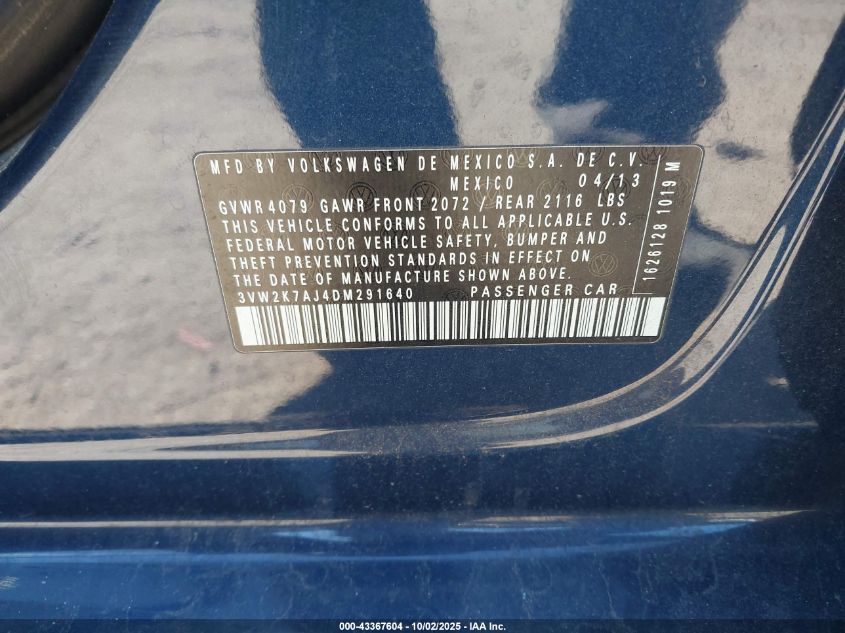 MFD BY VOLKSWAGEN DE MEXICO S.A. DE C.V.
MEXICO 04/13
GVWR 4079 GAWR FRONT 2072 / REAR 2116 LBS
THIS VEHICLE CONFORMS TO ALL APPLICABLE U.S.
FEDERAL MOTOR VEHICLE SAFETY, BUMPER AND
THEFT PREVENTION STANDARDS IN EFFECT ON
THE DATE OF MANUFACTURE SHOWN ABOVE.
3VW2K7AJ4DM291640 PASSENGER CAR
1626128 1019 M
000-43367604 - 10/02/2025 - IAA Inc.